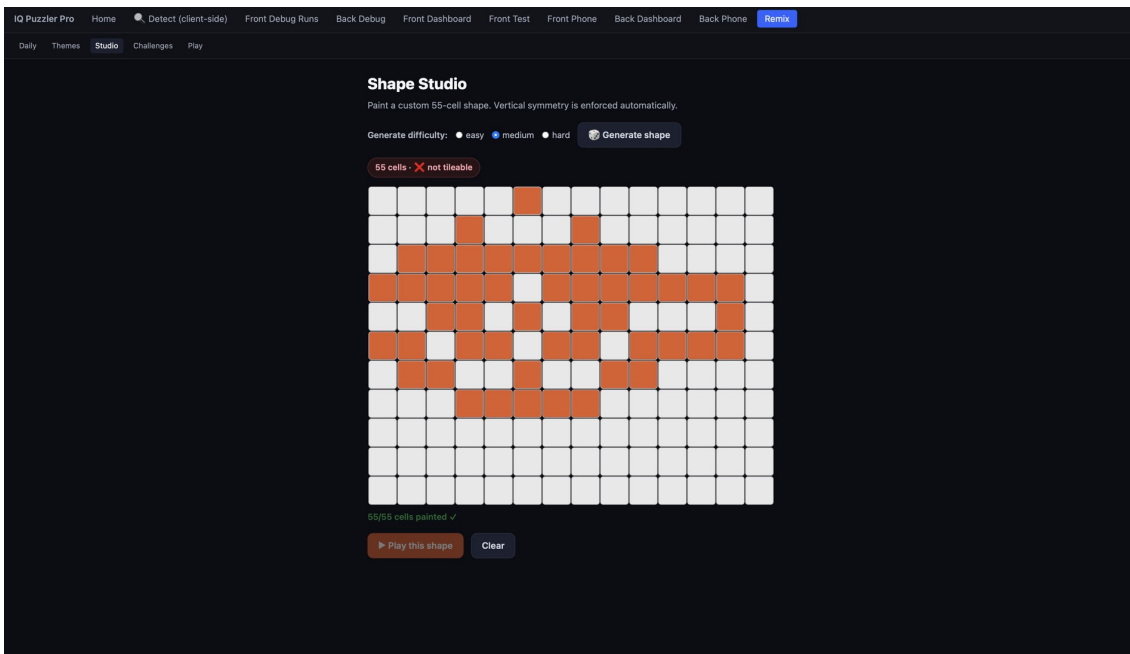 IQ Puzzler Pro Home 🔍 Detect (client-side) Front Debug Runs Back Debug Front Dashboard Front Test Front Phone Back Dashboard Back Phone Remix
Daily Themes Studio Challenges Play
Shape Studio
Paint a custom 55-cell shape. Vertical symmetry is enforced automatically.
Generate difficulty: easy medium hard 🎲 Generate shape
55 cells · ❌ not tileable
55/55 cells painted ✓
▶ Play this shape Clear